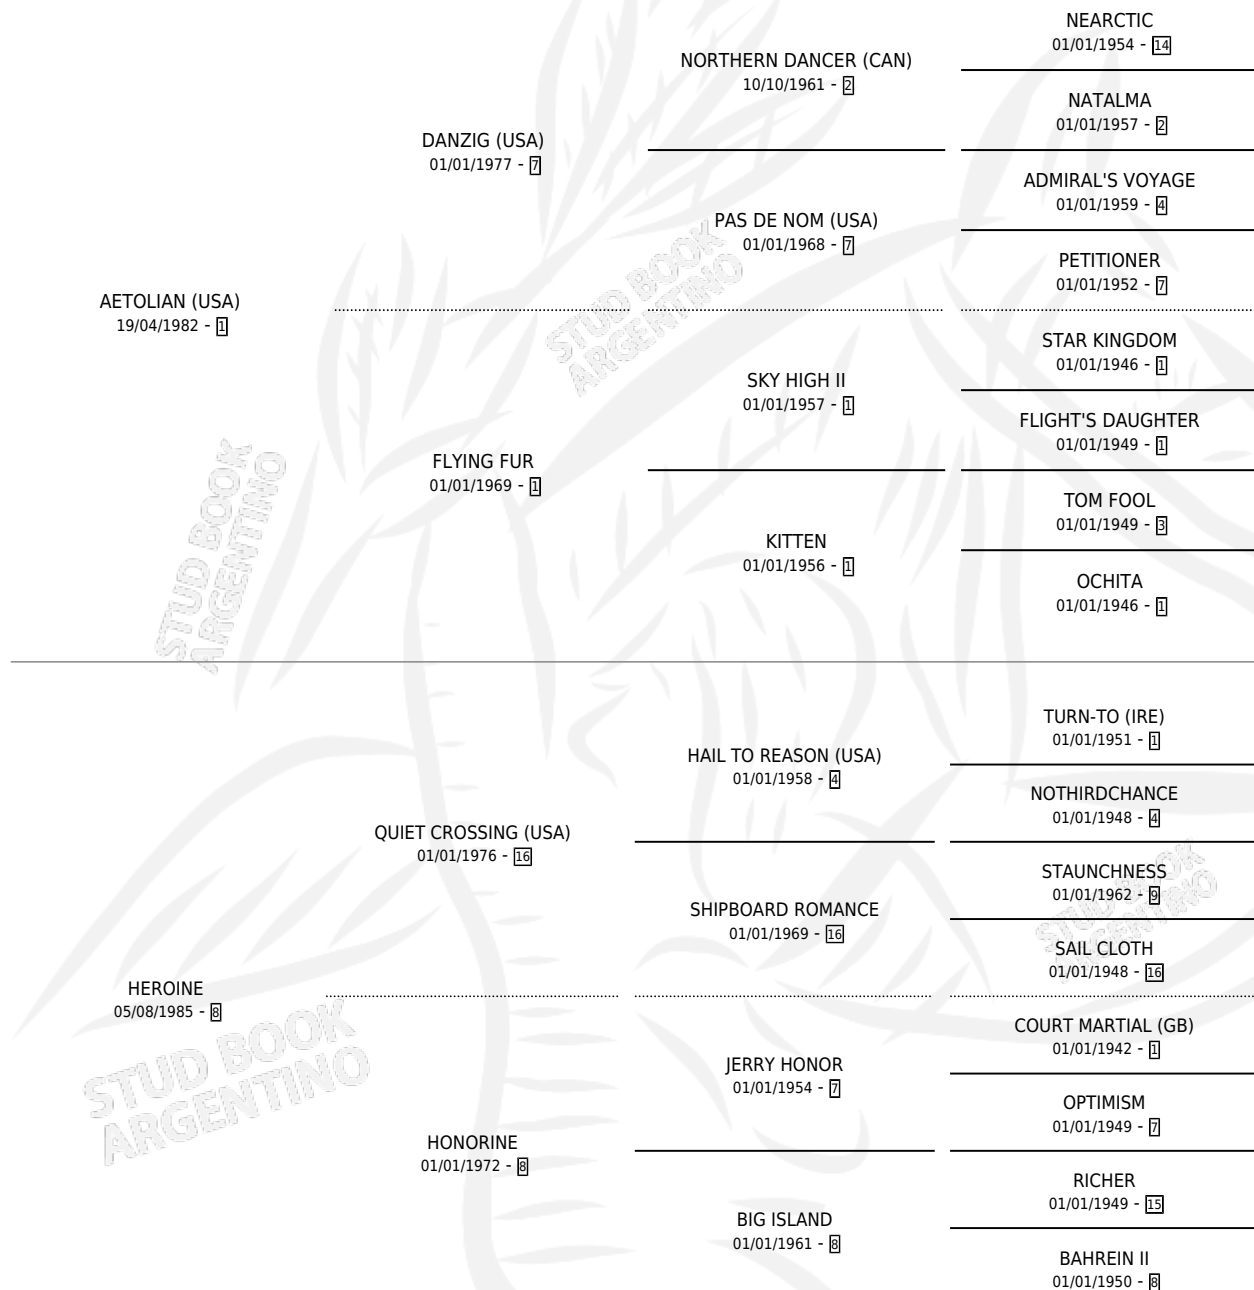 NEARCTIC
01/01/1954 - 14
NORTHERN DANCER (CAN)
10/10/1961 - 2
NATALMA
01/01/1957 - 2
DANZIG (USA)
01/01/1977 - 7
ADMIRAL'S VOYAGE
01/01/1959 - 4
PAS DE NOM (USA)
01/01/1968 - 7
PETITIONER
01/01/1952 - 7
AETOLIAN (USA)
19/04/1982 - 1
STUD BOOK
ARGENTINO
STAR KINGDOM
01/01/1946 - 1
SKY HIGH II
01/01/1957 - 1
FLIGHT'S DAUGHTER
01/01/1949 - 1
FLYING FUR
01/01/1969 - 1
TOM FOOL
01/01/1949 - 3
KITTEN
01/01/1956 - 1
OCHITA
01/01/1946 - 1
STUD BOOK
ARGENTINO
TURN-TO (IRE)
01/01/1951 - 1
HAIL TO REASON (USA)
01/01/1958 - 4
NOTHIRDCHANCE
01/01/1948 - 4
QUIET CROSSING (USA)
01/01/1976 - 16
STAUNCHNESS
01/01/1962 - 9
SHIPBOARD ROMANCE
01/01/1969 - 16
STUD BOOK
ARGENTINO
SAIL CLOTH
01/01/1948 - 16
HEROINE
05/08/1985 - 8
COURT MARTIAL (GB)
01/01/1942 - 1
JERRY HONOR
01/01/1954 - 7
STUD BOOK
ARGENTINO
OPTIMISM
01/01/1949 - 7
HONORINE
01/01/1972 - 8
RICHER
01/01/1949 - 15
BIG ISLAND
01/01/1961 - 8
BAHREIN II
01/01/1950 - 8